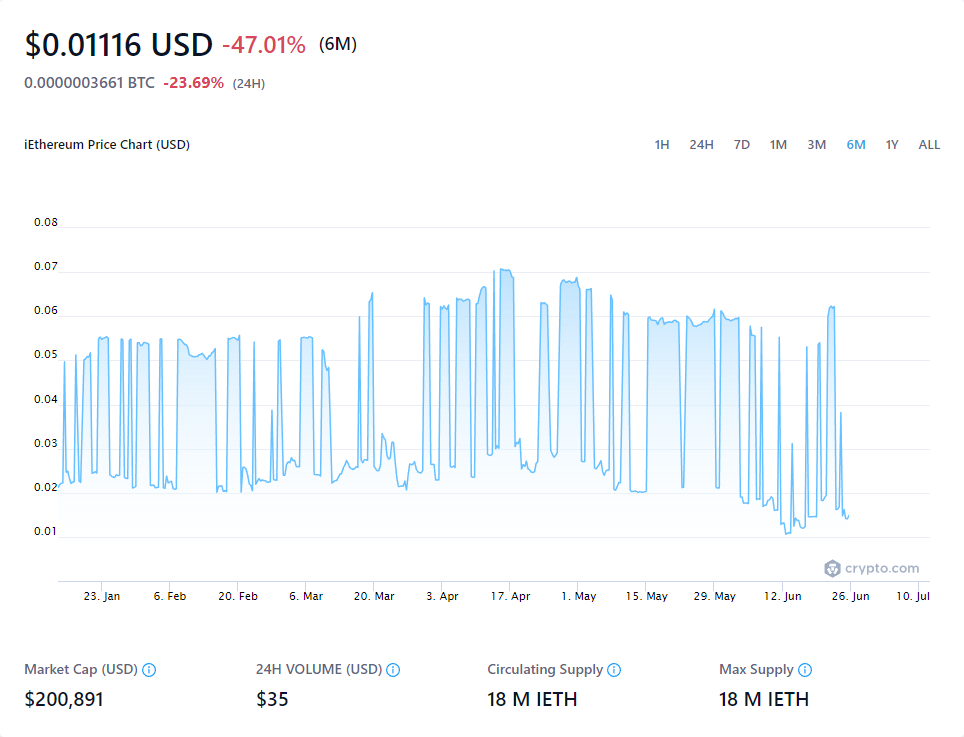 $0.01116 USD -47.01% (6M)
0.0000003661 BTC -23.69% (24H)
iEthereum Price Chart (USD)
1H 24H 7D 1M 3M 6M 1Y ALL
0.08
0.07
0.06
0.05
0.04
0.03
0.02
0.01
crypto.com
23. Jan 6. Feb 20. Feb 6. Mar 20. Mar 3. Apr 17. Apr 1. May 15. May 29. May 12. Jun 26. Jun 10. Jul
Market Cap (USD) 24H VOLUME (USD) Circulating Supply Max Supply
$200,891 $35 18 M IETH 18 M IETH